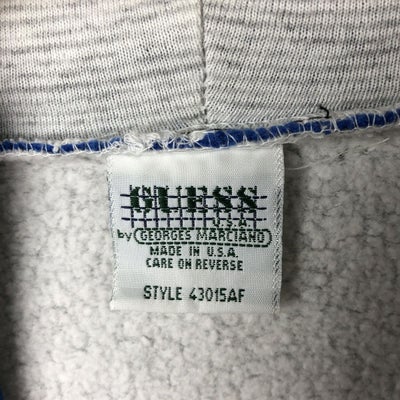 GUESS
U.S.A.
by GEORGES MARCIANO
MADE IN U.S.A.
CARE ON REVERSE
STYLE 43015AF